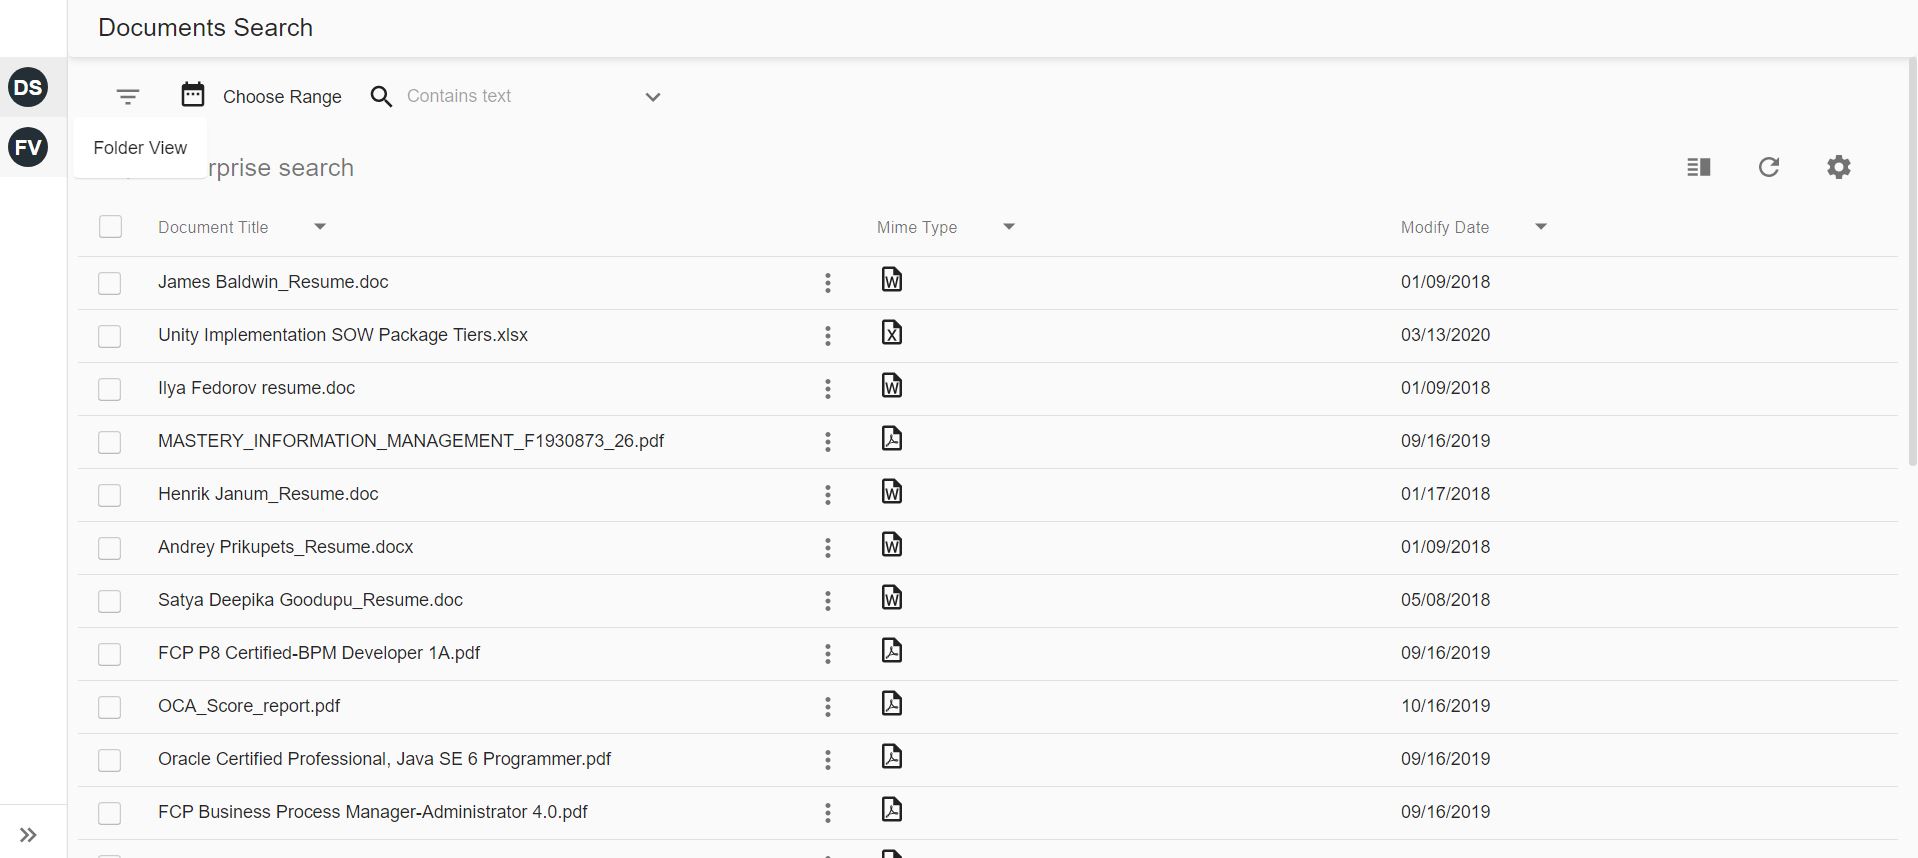 Documents Search
DS
Choose Range
Contains text
FV
Folder View
rprise search
Document Title
Mime Type
Modify Date
James Baldwin_Resume.doc
01/09/2018
Unity Implementation SOW Package Tiers.xlsx
03/13/2020
Ilya Fedorov resume.doc
01/09/2018
MASTERY_INFORMATION_MANAGEMENT_F1930873_26.pdf
09/16/2019
Henrik Janum_Resume.doc
01/17/2018
Andrey Prikupets_Resume.docx
01/09/2018
Satya Deepika Goodupu_Resume.doc
05/08/2018
FCP P8 Certified-BPM Developer 1A.pdf
09/16/2019
OCA_Score_report.pdf
10/16/2019
Oracle Certified Professional, Java SE 6 Programmer.pdf
09/16/2019
FCP Business Process Manager-Administrator 4.0.pdf
09/16/2019